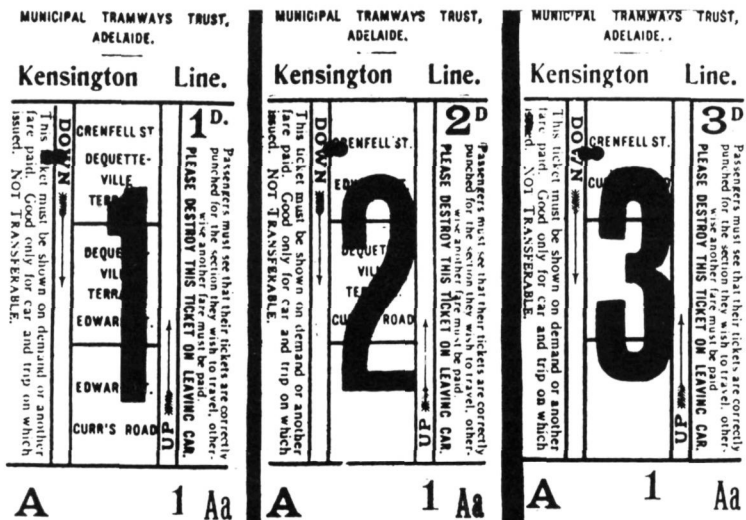 MUNICIPAL TRAMWAYS TRUST,
ADELAIDE.
Kensington Line.
1D.
DOWN
This ticket must be shown on demand or another
fare paid. Good only for car and trip on which
issued. NOT TRANSFERABLE.
GRENFELL ST
DEQUETTE-
VILLE
TERR
DEQUE
VILL
TERRA
EDWAR T.
EDWAR T.
CURR'S ROAD
1
UP
Passengers must see that their tickets are correctly
punched for the section they wish to travel, other-
wise another fare must be paid.
PLEASE DESTROY THIS TICKET ON LEAVING CAR.
A 1 Aa
MUNICIPAL TRAMWAYS TRUST,
ADELAIDE.
Kensington Line.
2D
DOWN
This ticket must be shown on demand or another
fare paid. Good only for car and trip on which
issued. NOT TRANSFERABLE.
GRENFELL ST.
EDW
DEQUET
VIL
TE
CUR ROAD
2
UP
Passengers must see that their tickets are correctly
punched for the section they wish to travel, other-
wise another fare must be paid.
PLEASE DESTROY THIS TICKET ON LEAVING CAR.
A 1 Aa
MUNICIPAL TRAMWAYS TRUST,
ADELAIDE.
Kensington Line.
3D
DOWN
This ticket must be shown on demand or another
fare paid. Good only for car and trip on which
issued. NOT TRANSFERABLE.
GRENFELL ST.
CU
3
UP
Passengers must see that their tickets are correctly
punched for the section they wish to travel, other-
wise another fare must be paid
PLEASE DESTROY THIS TICKET ON LEAVING CAR.
A 1 Aa